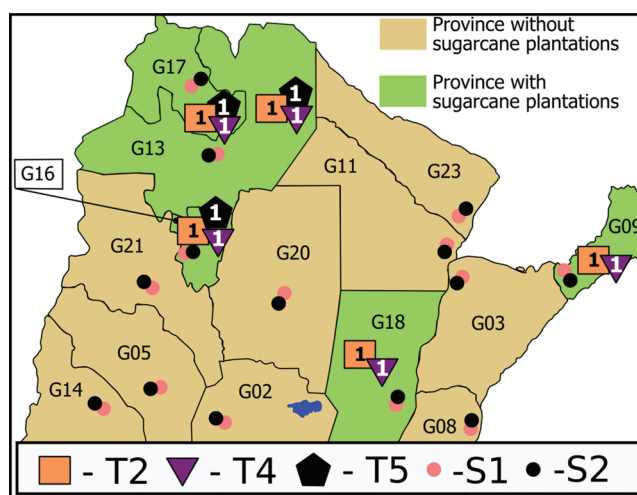 Province without
sugarcane plantations
Province with
sugarcane plantations
G17
1
1
1
1
1
1
G13
G11
G23
G16
1
1
1
G09
1
1
G21
G20
G18
1
1
G03
G05
G14
G02
G08
- T2 - T4 - T5 -S1 -S2